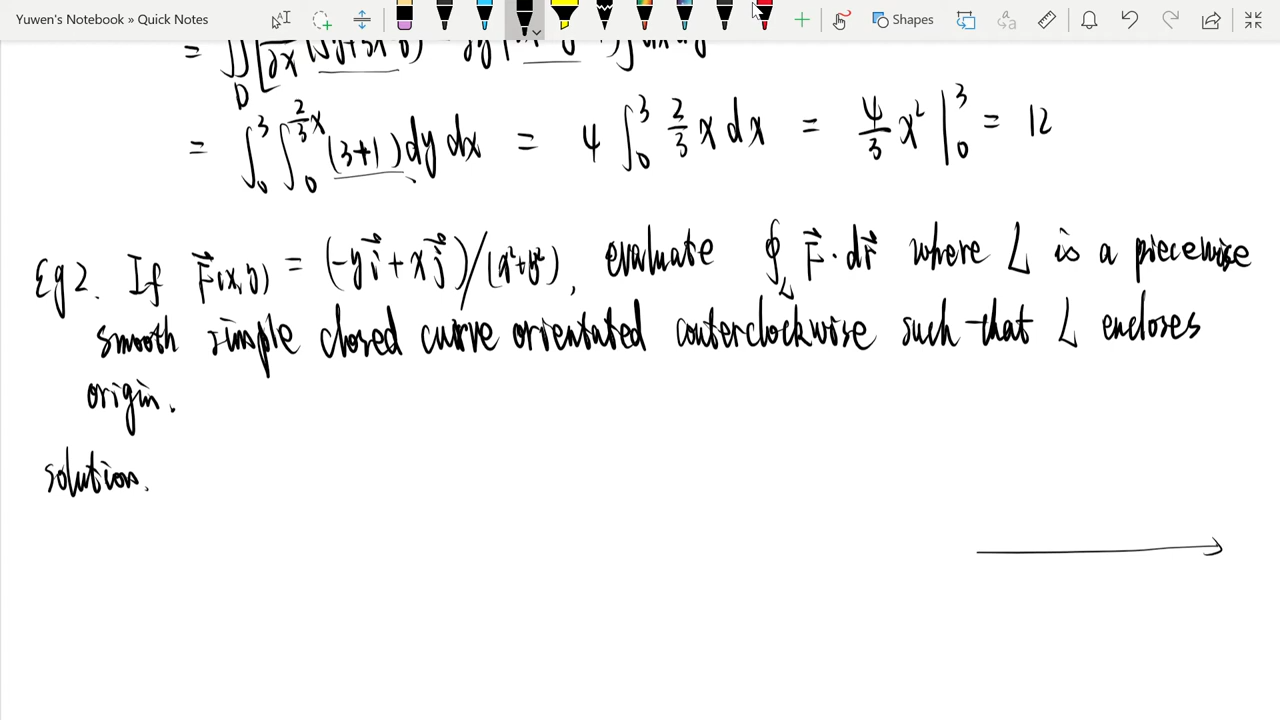 Yuwen's Notebook » Quick Notes
Shapes
= ∬
D
= ∫₀³ ∫₀^{2/3 x} (3+1) dy dx = 4 ∫₀³ 2/3 x dx = 4/3 x² |₀³ = 12
Eg 2. If F⃗(x,y) = (-y i⃗ + x j⃗)/(x²+y²), evaluate ∮_L F⃗·dr⃗ where L is a piecewise
smooth simple closed curve orientated couterclockwise such that L encloses
origin.
solution.